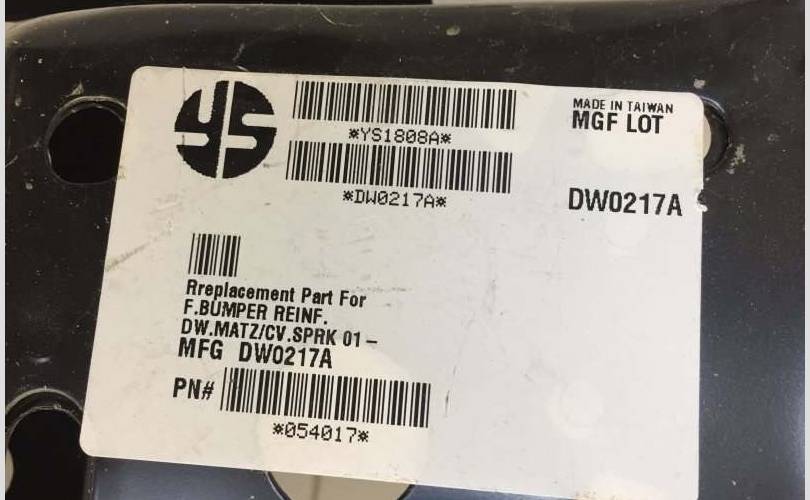 YS
*YS1808A*
*DW0217A*
MADE IN TAIWAN
MGF LOT
DW0217A
Rreplacement Part For
F.BUMPER REINF.
DW.MATZ/CV.SPRK 01–
MFG DW0217A
PN#
*054017*